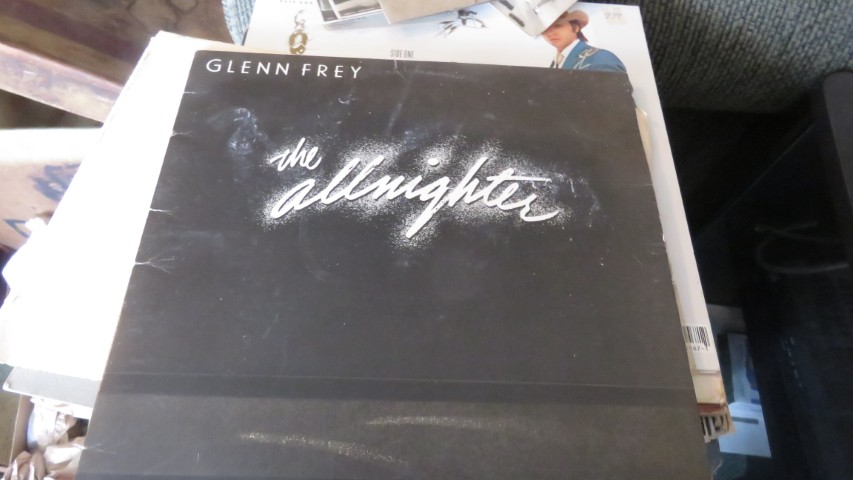 SIDE ONE
GLENN FREY
the
allnighter